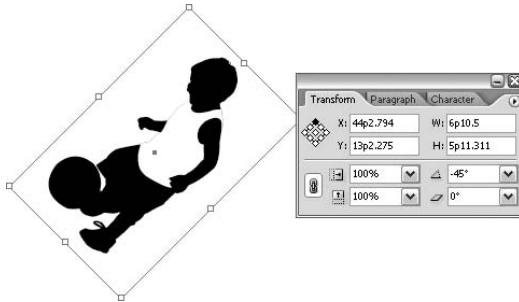 Transform Paragraph Character
X: 44p2.794 W: 6p10.5
Y: 13p2.275 H: 5p11.311
100% -45°
100% 0°